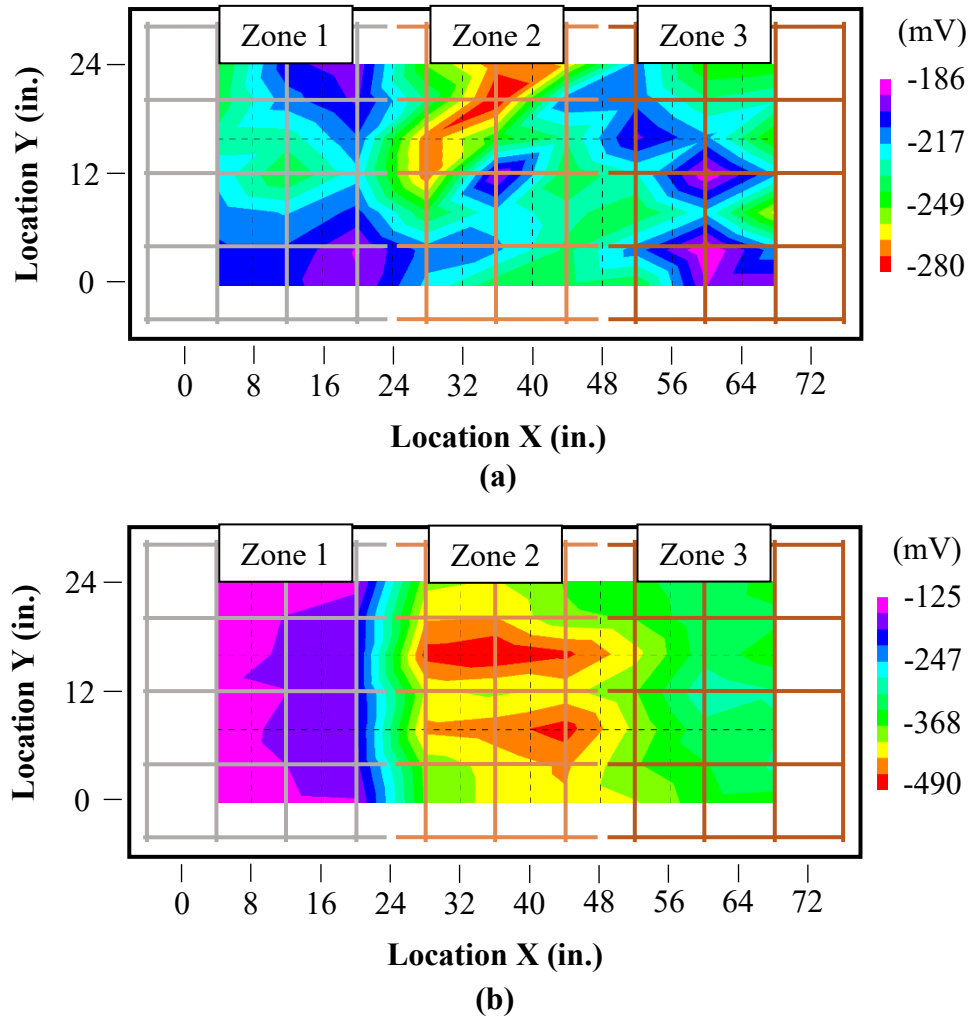 Zone 1 Zone 2 Zone 3
(mV)
Location Y (in.)
24
12
0
-186
-217
-249
-280
0 8 16 24 32 40 48 56 64 72
Location X (in.)
(a)
Zone 1 Zone 2 Zone 3
(mV)
Location Y (in.)
24
12
0
-125
-247
-368
-490
0 8 16 24 32 40 48 56 64 72
Location X (in.)
(b)